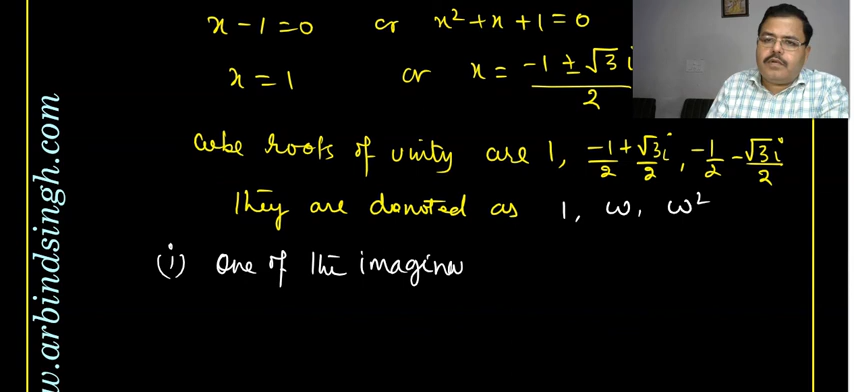 x - 1 = 0 or x² + x + 1 = 0
x = 1 or x = (-1 ± √3 i)/2
cube roots of unity are 1, -1/2 + √3i/2, -1/2 - √3i/2
They are denoted as 1, ω, ω²
(i) One of the imagina
www.arbindsingh.com